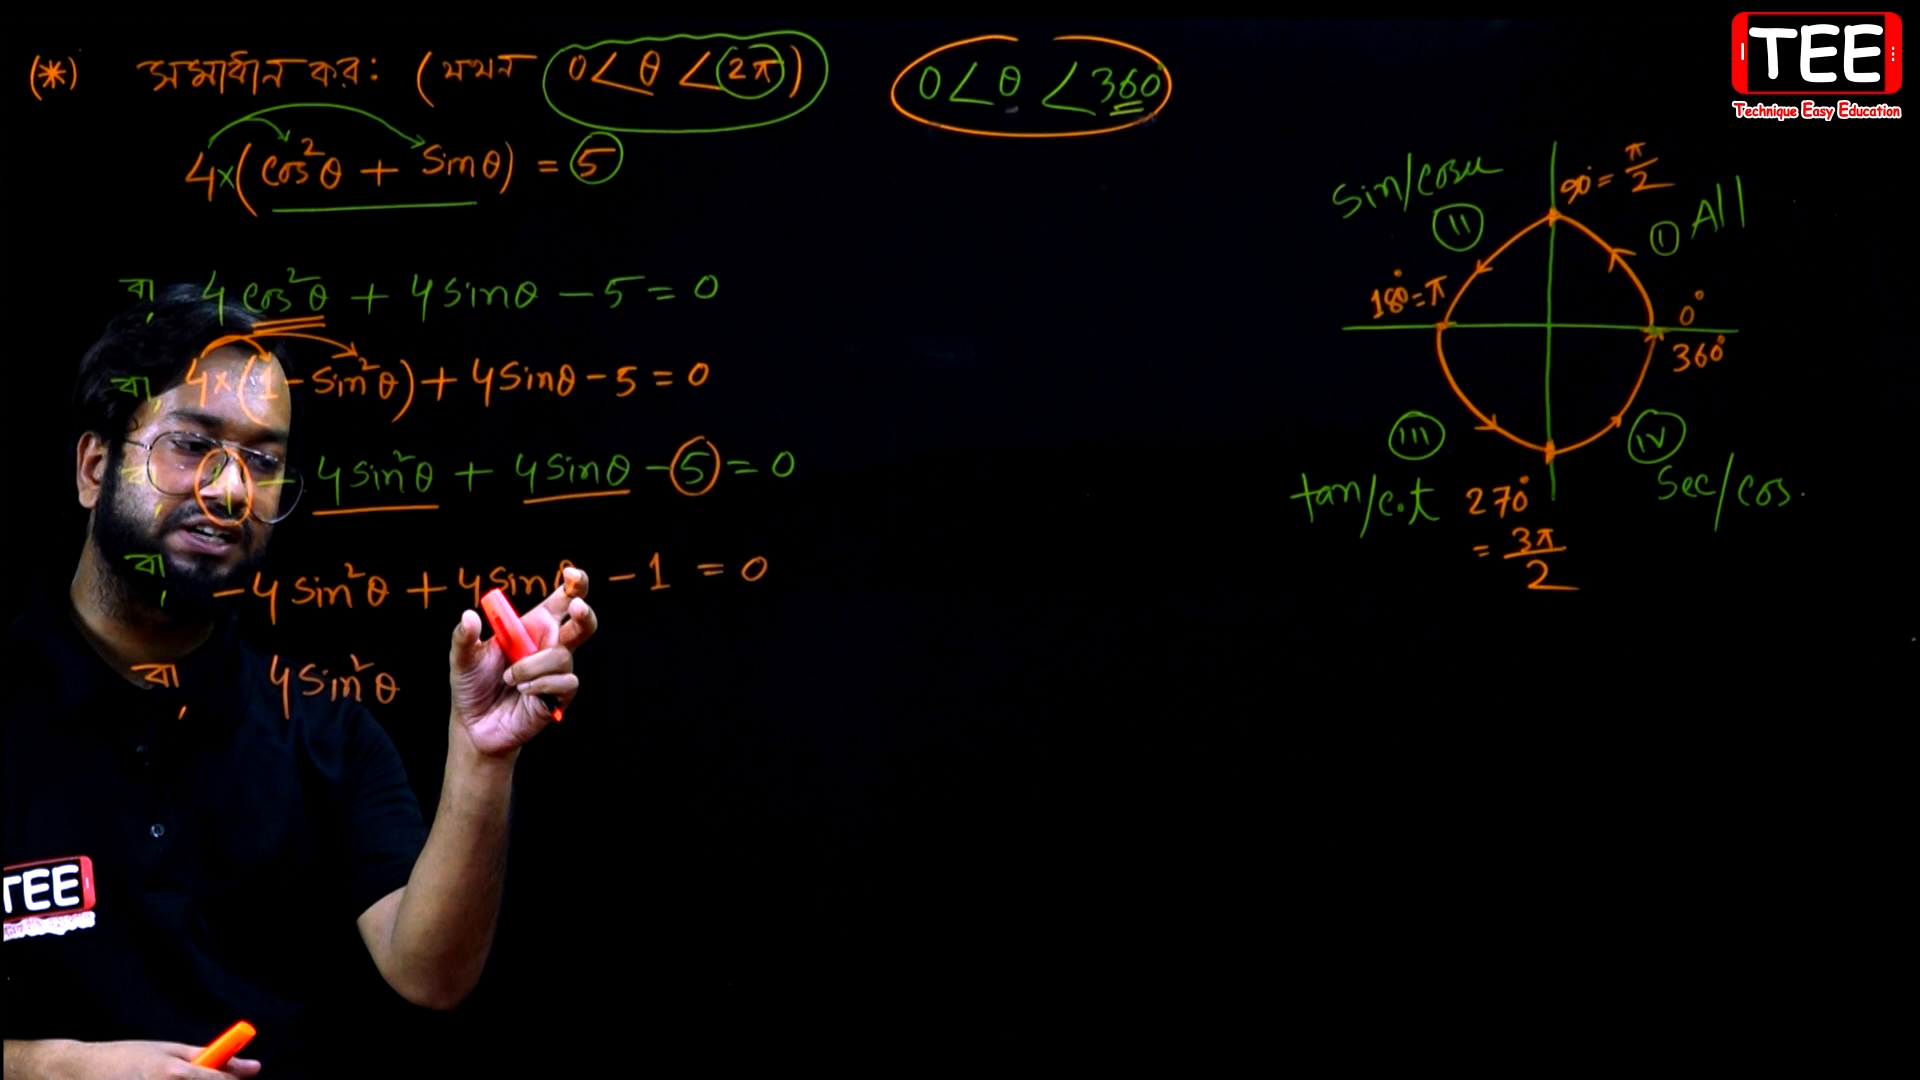 (*) সমাধান কর: (যখন 0 < θ < 2π)
0 < θ < 360°
4×(cos²θ + sinθ) = 5
বা, 4cos²θ + 4sinθ - 5 = 0
বা, 4×(1 - sin²θ) + 4sinθ - 5 = 0
4 - 4sin²θ + 4sinθ - 5 = 0
বা, -4sin²θ + 4sinθ - 1 = 0
বা, 4sin²θ
sin/cosec
90° = π/2
II
I All
180° = π
0°
360°
III
IV
tan/cot
sec/cos.
270°
= 3π/2
TEE
Technique Easy Education
TEE